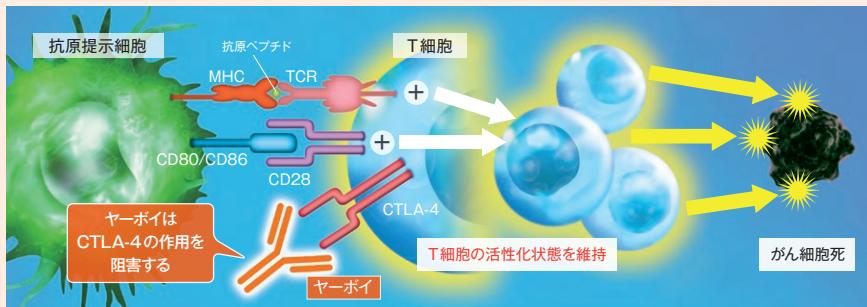 抗原提示細胞
抗原ペプチド
T細胞
MHC
TCR
+
CD80/CD86
+
CD28
CTLA-4
ヤーボイは
CTLA-4の作用を
阻害する
ヤーボイ
T細胞の活性化状態を維持
がん細胞死